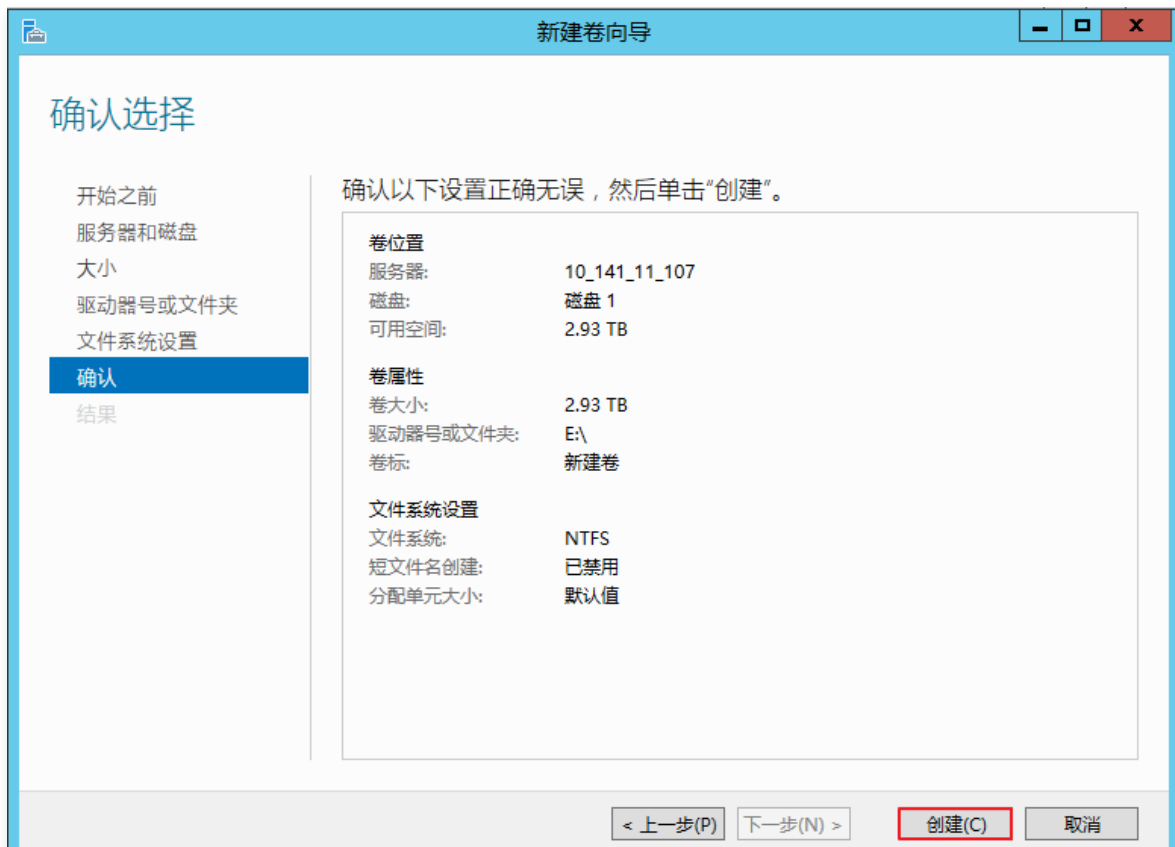 新建卷向导
确认选择
开始之前
服务器和磁盘
大小
驱动器号或文件夹
文件系统设置
确认
结果
确认以下设置正确无误，然后单击“创建”。
卷位置
服务器: 10_141_11_107
磁盘: 磁盘 1
可用空间: 2.93 TB
卷属性
卷大小: 2.93 TB
驱动器号或文件夹: E:\
卷标: 新建卷
文件系统设置
文件系统: NTFS
短文件名创建: 已禁用
分配单元大小: 默认值
< 上一步(P) 下一步(N) > 创建(C) 取消